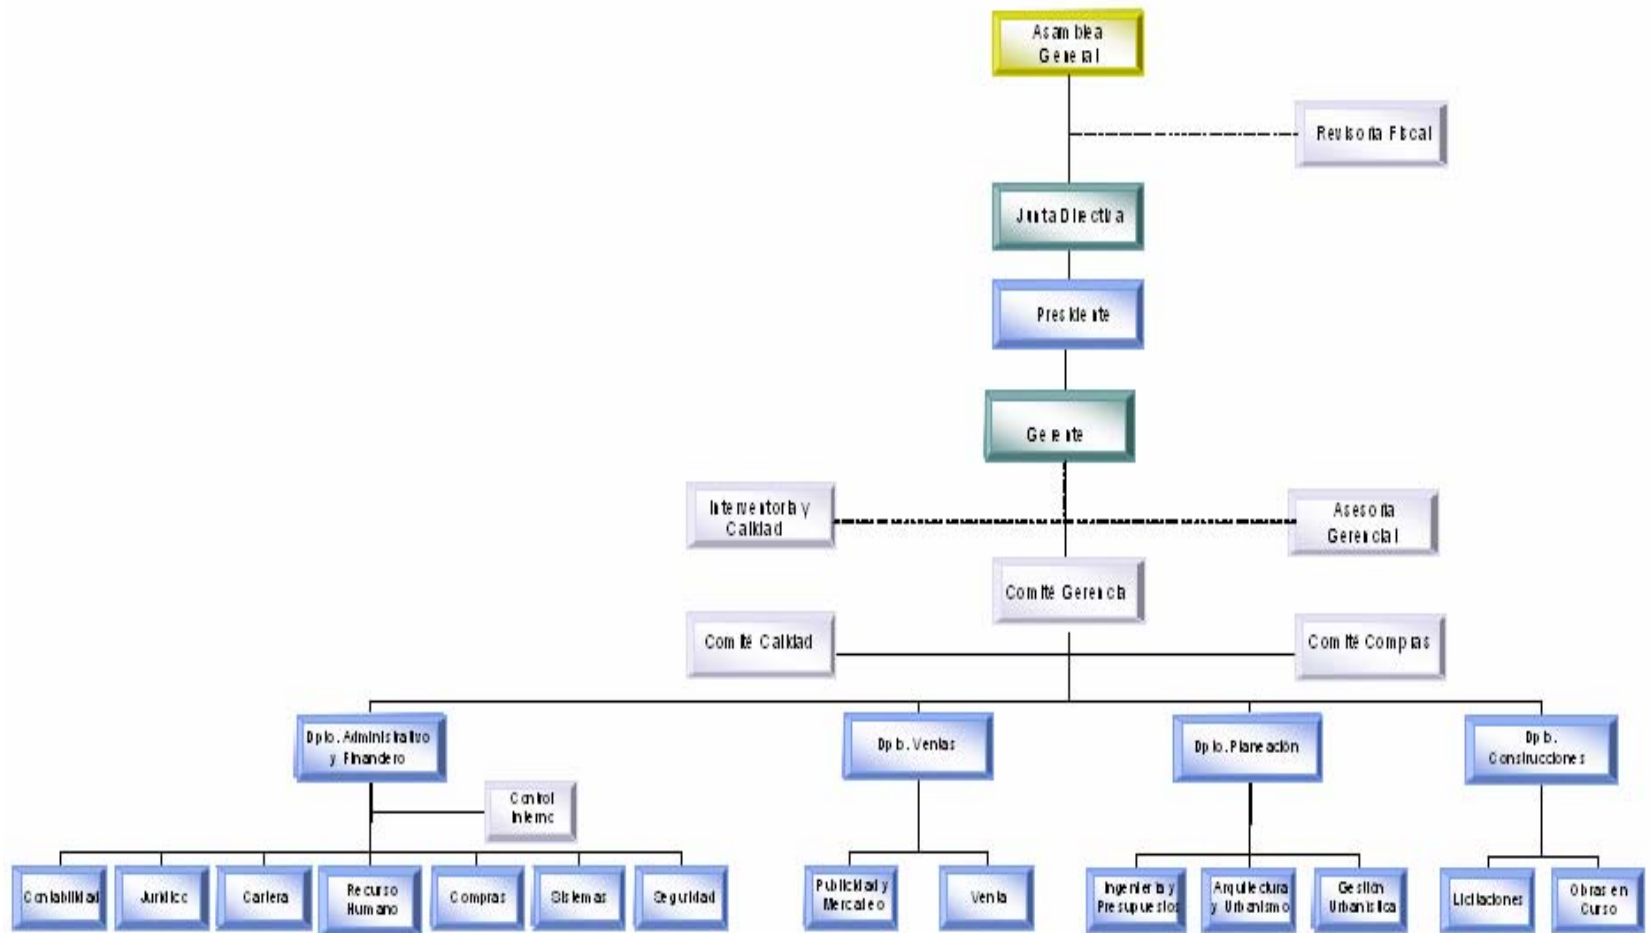 Asamblea
General
Revisoría Fiscal
Junta Directiva
Presidente
Gerente
Interventoría y
Calidad
Asesoría
Gerencial
Comité Gerencia
Comité Calidad
Comité Compras
Dpto. Administrativo
y Financiero
Dpto. Ventas
Dpto. Planeación
Dpto.
Construcciones
Control
Interno
Contabilidad
Jurídico
Cartera
Recurso
Humano
Compras
Sistemas
Seguridad
Publicidad y
Mercadeo
Venta
Ingeniería y
Presupuestos
Arquitectura
y Urbanismo
Gestión
Urbanística
Licitaciones
Obras en
Curso